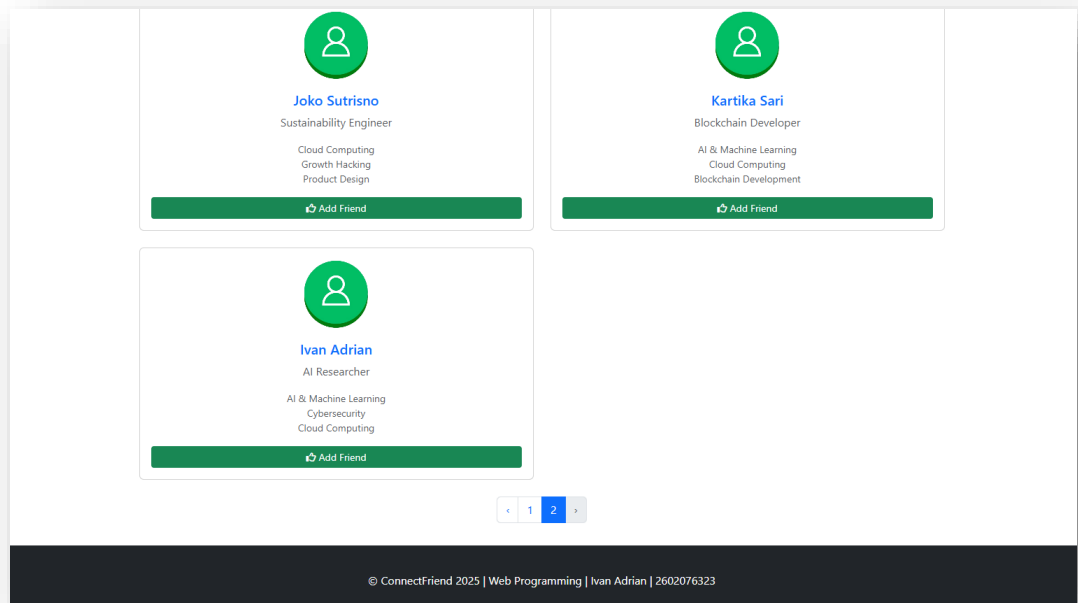 Joko Sutrisno
Sustainability Engineer
Cloud Computing
Growth Hacking
Product Design
Add Friend
Kartika Sari
Blockchain Developer
AI & Machine Learning
Cloud Computing
Blockchain Development
Add Friend
Ivan Adrian
AI Researcher
AI & Machine Learning
Cybersecurity
Cloud Computing
Add Friend
‹ 1 2 ›
© ConnectFriend 2025 | Web Programming | Ivan Adrian | 2602076323